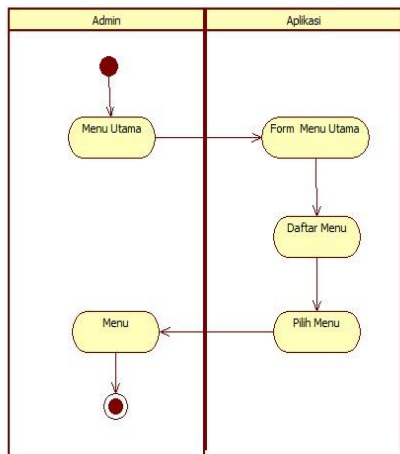 Admin
Aplikasi
Menu Utama
Form Menu Utama
Daftar Menu
Menu
Pilih Menu